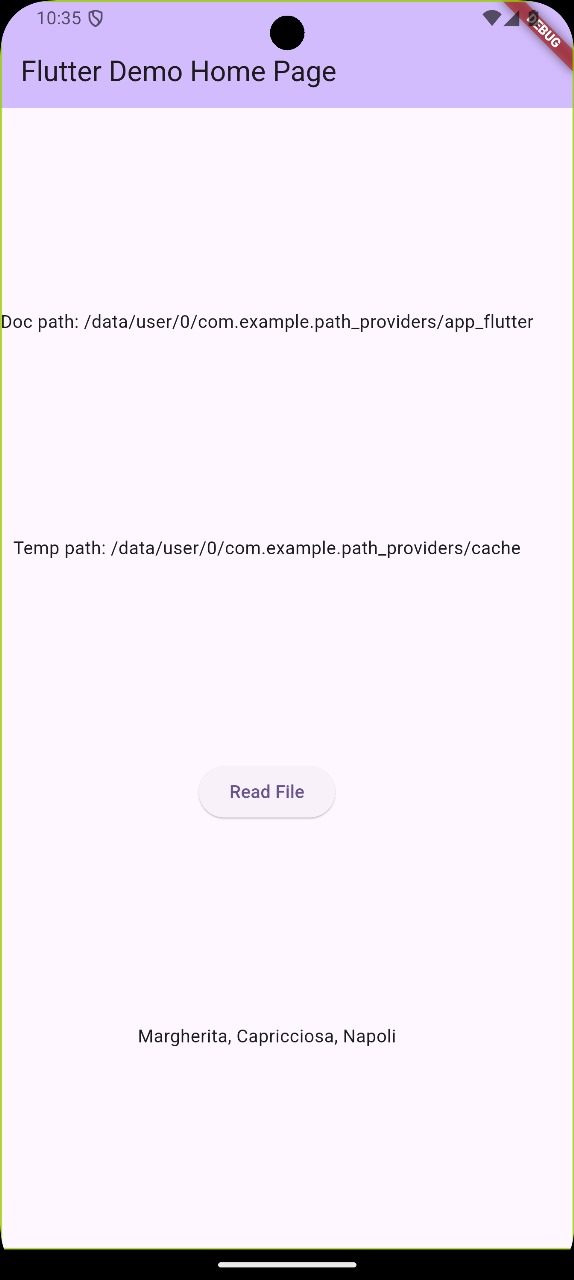 10:35
DEBUG
Flutter Demo Home Page
Doc path: /data/user/0/com.example.path_providers/app_flutter
Temp path: /data/user/0/com.example.path_providers/cache
Read File
Margherita, Capricciosa, Napoli